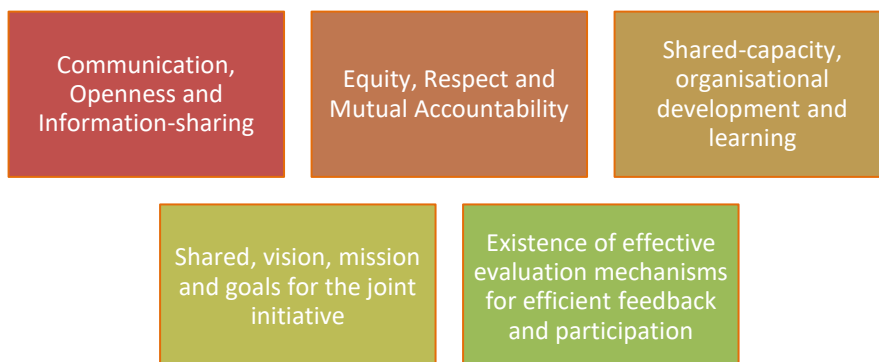 Communication,
Openness and
Information-sharing
Equity, Respect and
Mutual Accountability
Shared-capacity,
organisational
development and
learning
Shared, vision, mission
and goals for the joint
initiative
Existence of effective
evaluation mechanisms
for efficient feedback
and participation